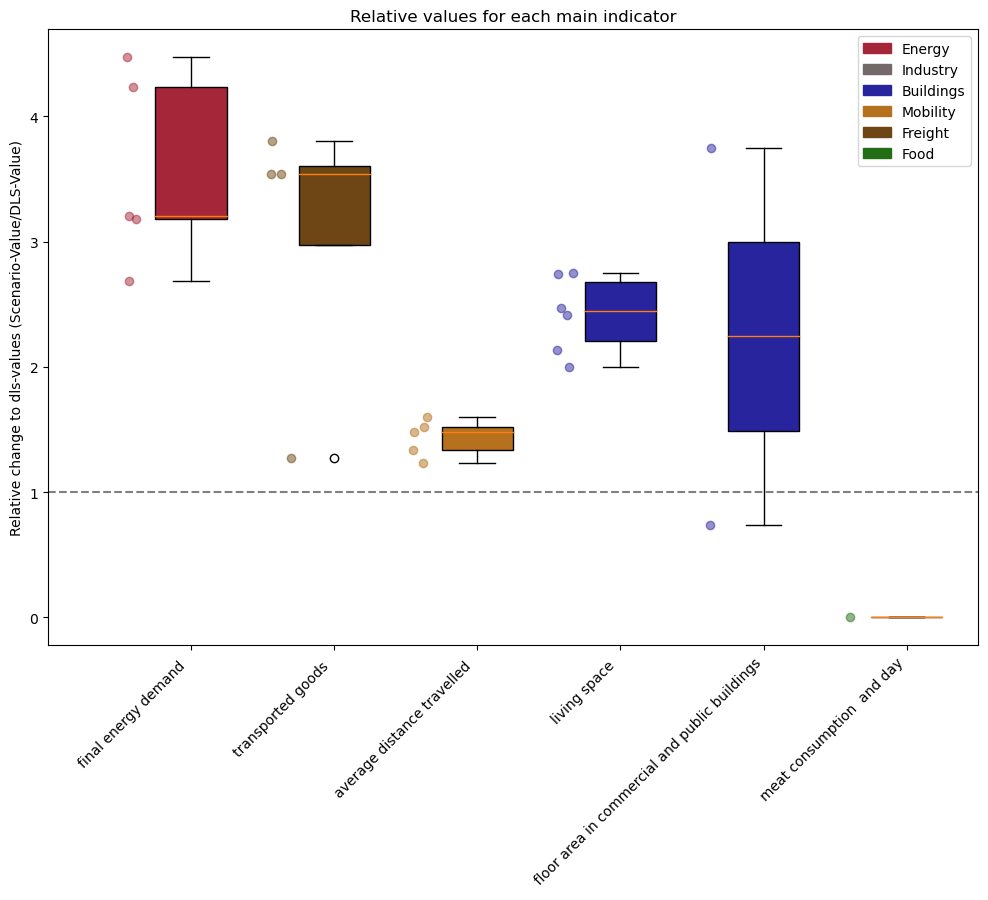 Relative values for each main indicator
Relative change to dls-values (Scenario-Value/DLS-Value)
4
3
2
1
0
Energy
Industry
Buildings
Mobility
Freight
Food
final energy demand
transported goods
average distance travelled
living space
floor area in commercial and public buildings
meat consumption  and day